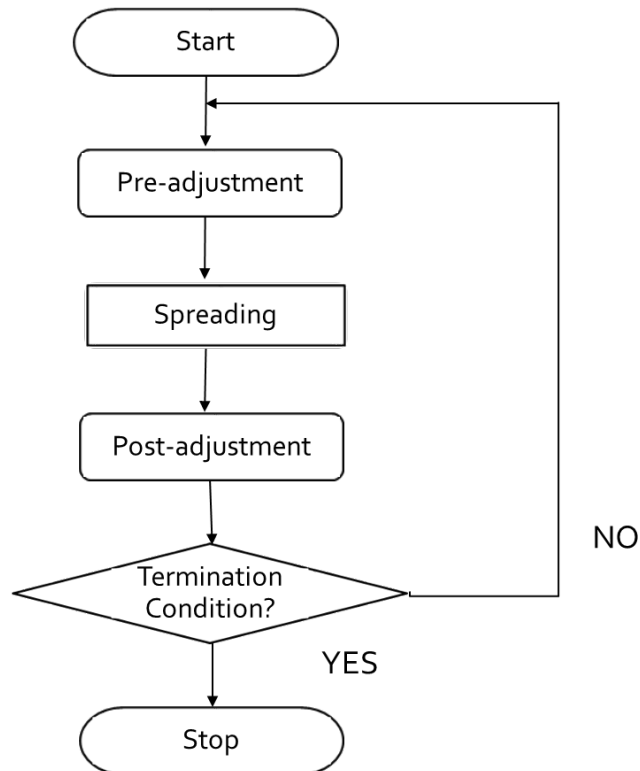 Start
Pre-adjustment
Spreading
Post-adjustment
Termination
Condition?
NO
YES
Stop